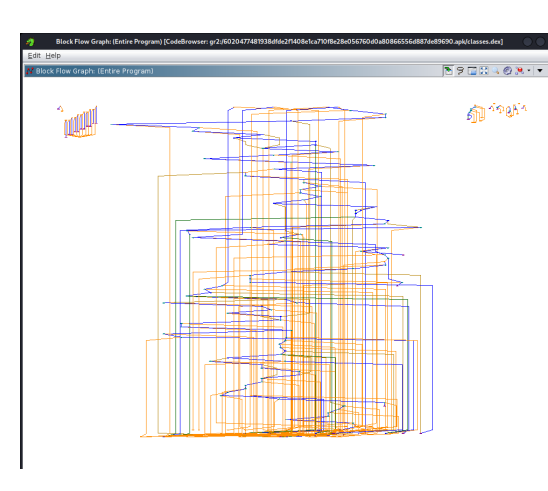 Block Flow Graph: (Entire Program) [CodeBrowser: gr2:/6020477481938dfde2f1408e1ca710f8e28e056760d0a80866556d887de89690.apk/classes.dex]
Edit Help
Block Flow Graph: (Entire Program)